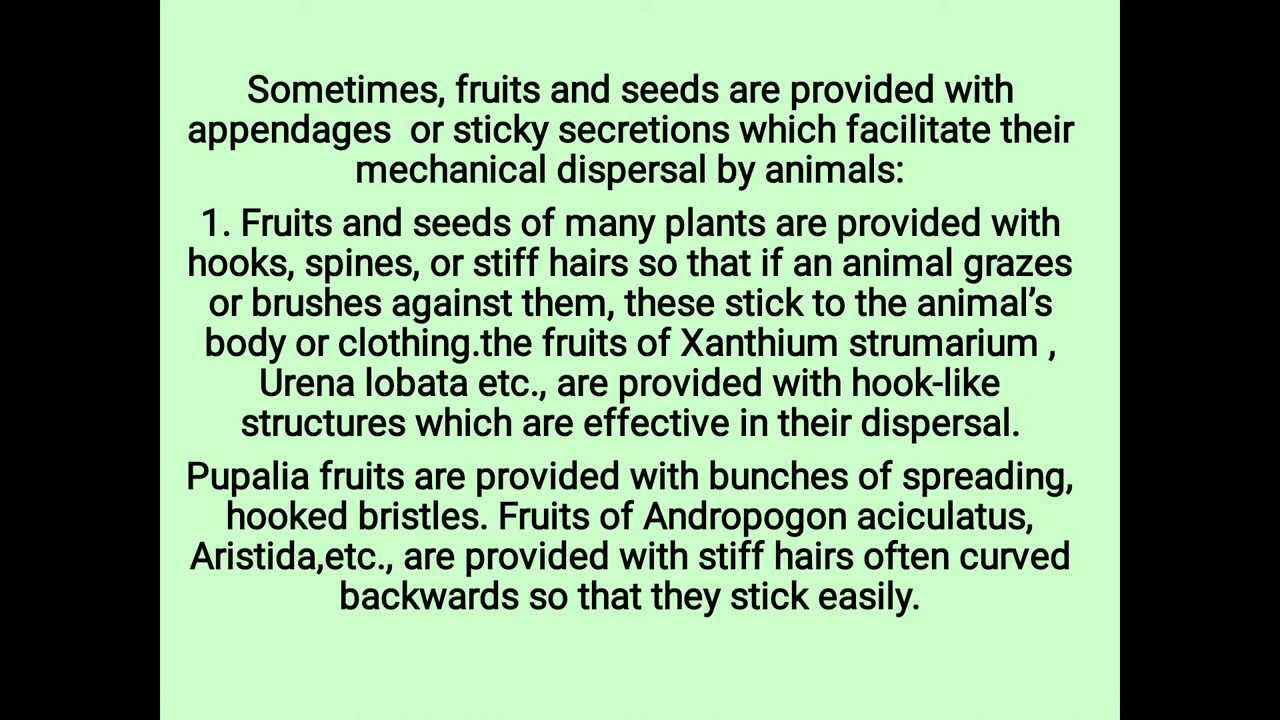 Sometimes, fruits and seeds are provided with
appendages  or sticky secretions which facilitate their
mechanical dispersal by animals:
1. Fruits and seeds of many plants are provided with
hooks, spines, or stiff hairs so that if an animal grazes
or brushes against them, these stick to the animal’s
body or clothing.the fruits of Xanthium strumarium ,
Urena lobata etc., are provided with hook-like
structures which are effective in their dispersal.
Pupalia fruits are provided with bunches of spreading,
hooked bristles. Fruits of Andropogon aciculatus,
Aristida,etc., are provided with stiff hairs often curved
backwards so that they stick easily.